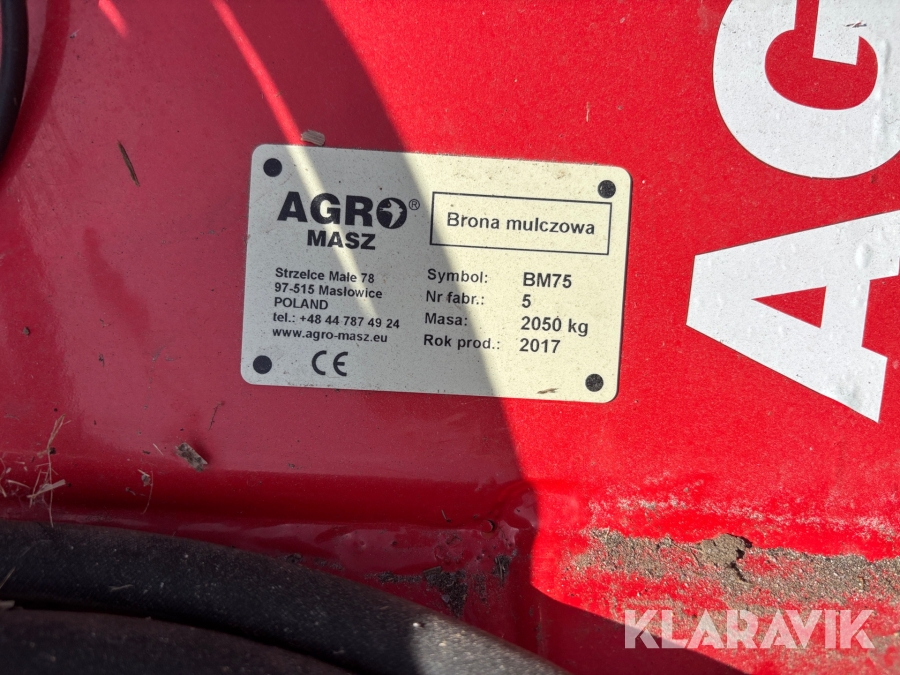 AGRO®
MASZ
Brona mulczowa
Strzelce Małe 78
97-515 Masłowice
POLAND
tel.: +48 44 787 49 24
www.agro-masz.eu
CE
Symbol: BM75
Nr fabr.: 5
Masa: 2050 kg
Rok prod.: 2017
AG
KLARAVIK